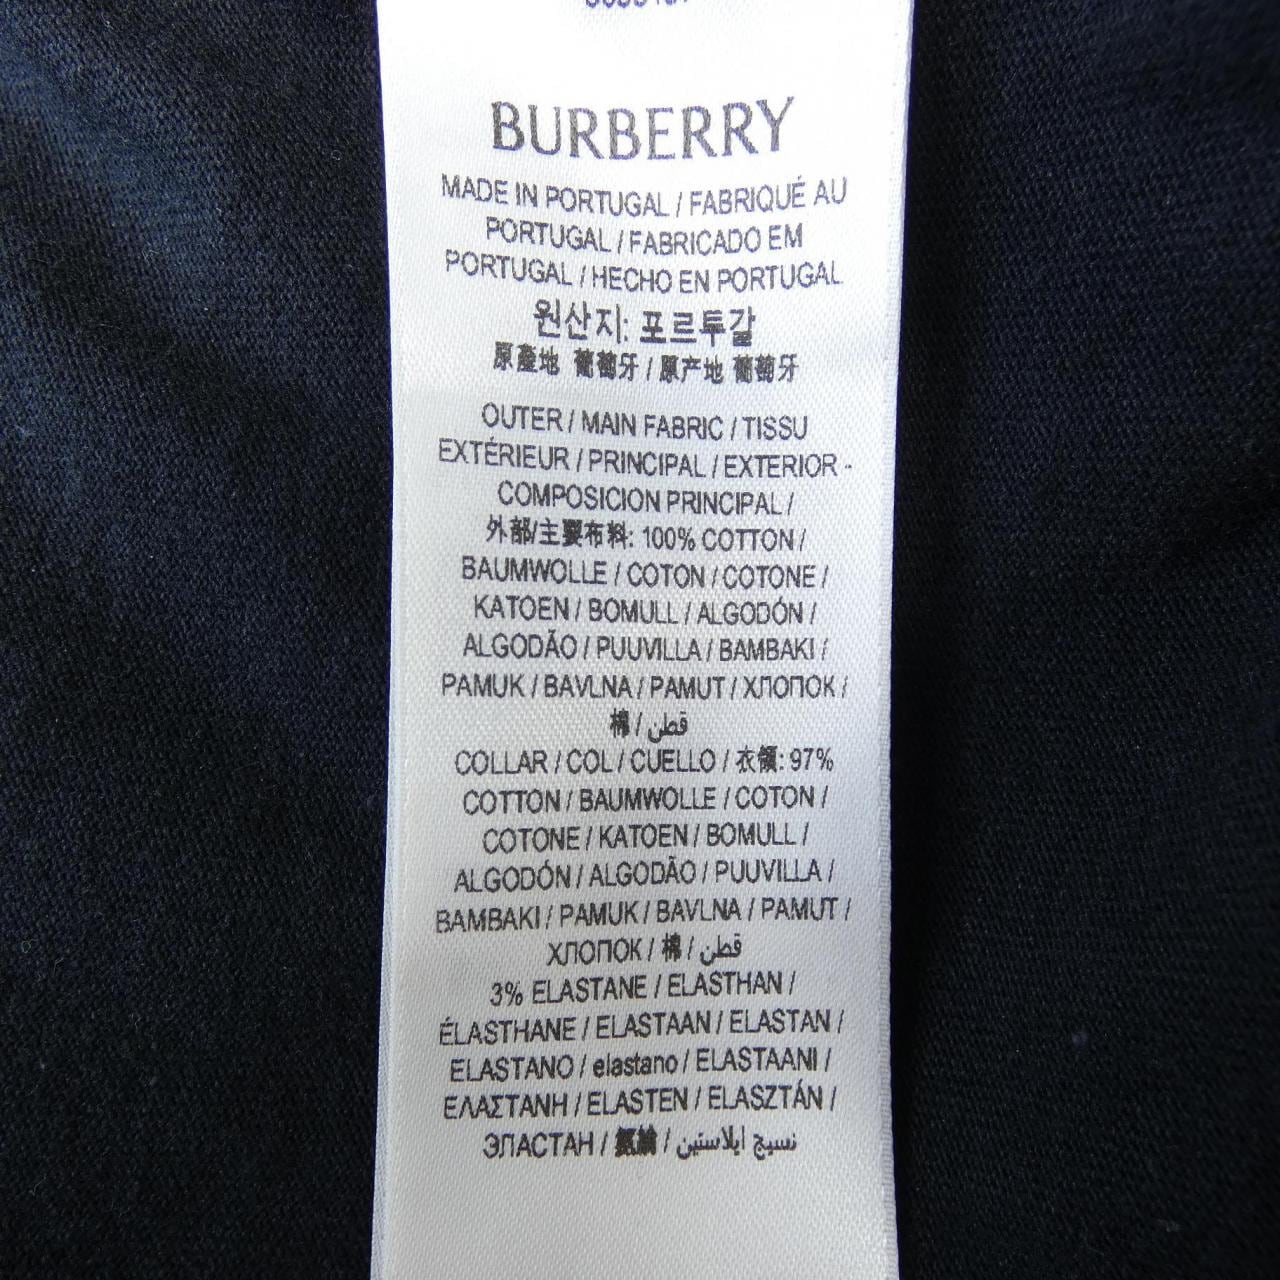 BURBERRY
MADE IN PORTUGAL / FABRIQUÉ AU
PORTUGAL / FABRICADO EM
PORTUGAL / HECHO EN PORTUGAL
원산지: 포르투갈
原產地 葡萄牙 / 原产地 葡萄牙
OUTER / MAIN FABRIC / TISSU
EXTÉRIEUR / PRINCIPAL / EXTERIOR -
COMPOSICION PRINCIPAL /
外部/主要布料: 100% COTTON /
BAUMWOLLE / COTON / COTONE /
KATOEN / BOMULL / ALGODÓN /
ALGODÃO / PUUVILLA / BAMBAKI /
PAMUK / BAVLNA / PAMUT / ХЛОПОК /
棉 / قطن
COLLAR / COL / CUELLO / 衣領: 97%
COTTON / BAUMWOLLE / COTON /
COTONE / KATOEN / BOMULL /
ALGODÓN / ALGODÃO / PUUVILLA /
BAMBAKI / PAMUK / BAVLNA / PAMUT /
ХЛОПОК / 棉 / قطن
3% ELASTANE / ELASTHAN /
ÉLASTHANE / ELASTAAN / ELASTAN /
ELASTANO / elastano / ELASTAANI /
ΕΛΑΣΤΑΝΗ / ELASTEN / ELASZTÁN /
ЭЛАСТАН / 氨綸 / نسيج ايلاستين